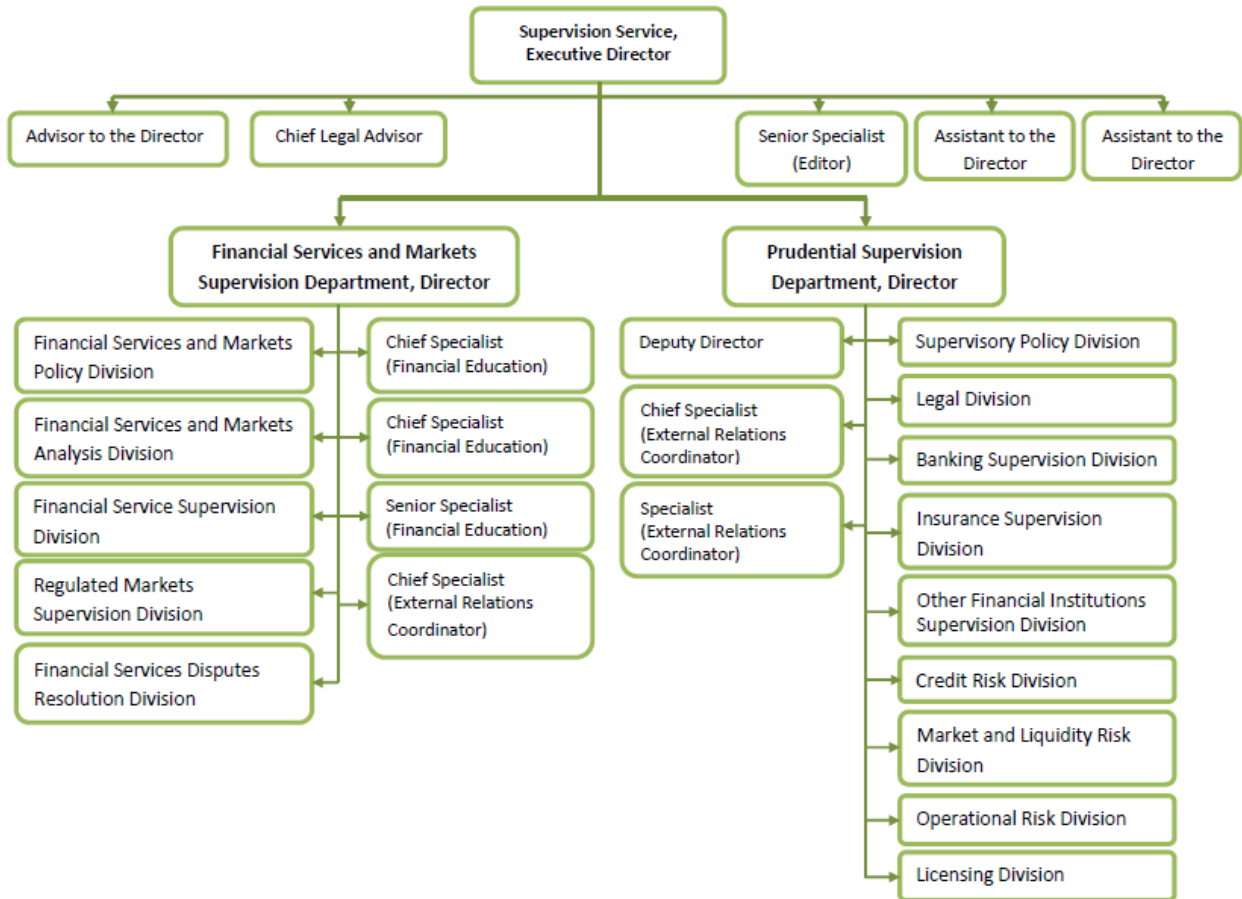 Supervision Service,
Executive Director
Advisor to the Director
Chief Legal Advisor
Senior Specialist
(Editor)
Assistant to the
Director
Assistant to the
Director
Financial Services and Markets
Supervision Department, Director
Prudential Supervision
Department, Director
Financial Services and Markets
Policy Division
Chief Specialist
(Financial Education)
Financial Services and Markets
Analysis Division
Chief Specialist
(Financial Education)
Financial Service Supervision
Division
Senior Specialist
(Financial Education)
Regulated Markets
Supervision Division
Chief Specialist
(External Relations
Coordinator)
Financial Services Disputes
Resolution Division
Deputy Director
Chief Specialist
(External Relations
Coordinator)
Specialist
(External Relations
Coordinator)
Supervisory Policy Division
Legal Division
Banking Supervision Division
Insurance Supervision
Division
Other Financial Institutions
Supervision Division
Credit Risk Division
Market and Liquidity Risk
Division
Operational Risk Division
Licensing Division